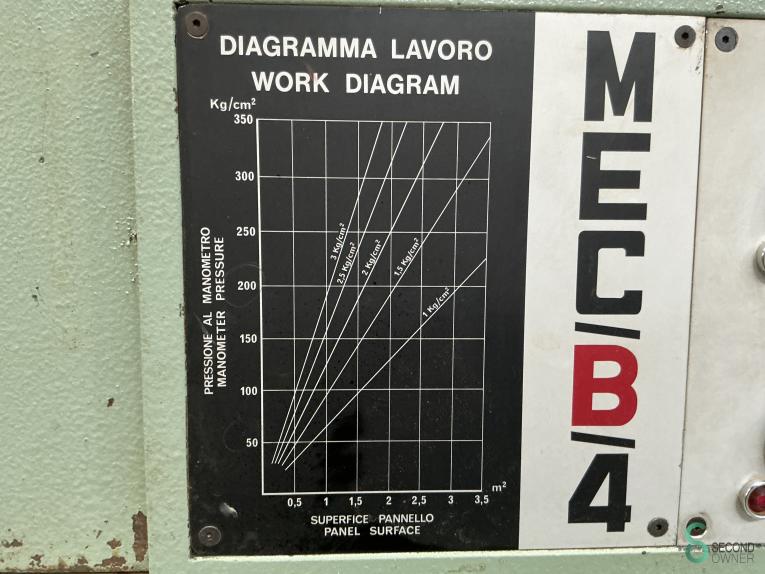 DIAGRAMMA LAVORO
WORK DIAGRAM
Kg/cm²
350
300
250
200
150
100
50
PRESSIONE AL MANOMETRO
MANOMETER PRESSURE
3 Kg/cm²
2,5 Kg/cm²
2 Kg/cm²
1,5 Kg/cm²
1 Kg/cm²
0,5 1 1,5 2 2,5 3 3,5 m²
SUPERFICE PANNELLO
PANEL SURFACE
MEC/B/4
SECOND
OWNER